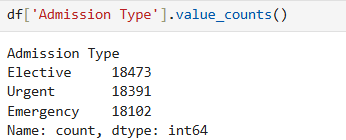 df['Admission Type'].value_counts()
Admission Type
Elective 18473
Urgent 18391
Emergency 18102
Name: count, dtype: int64